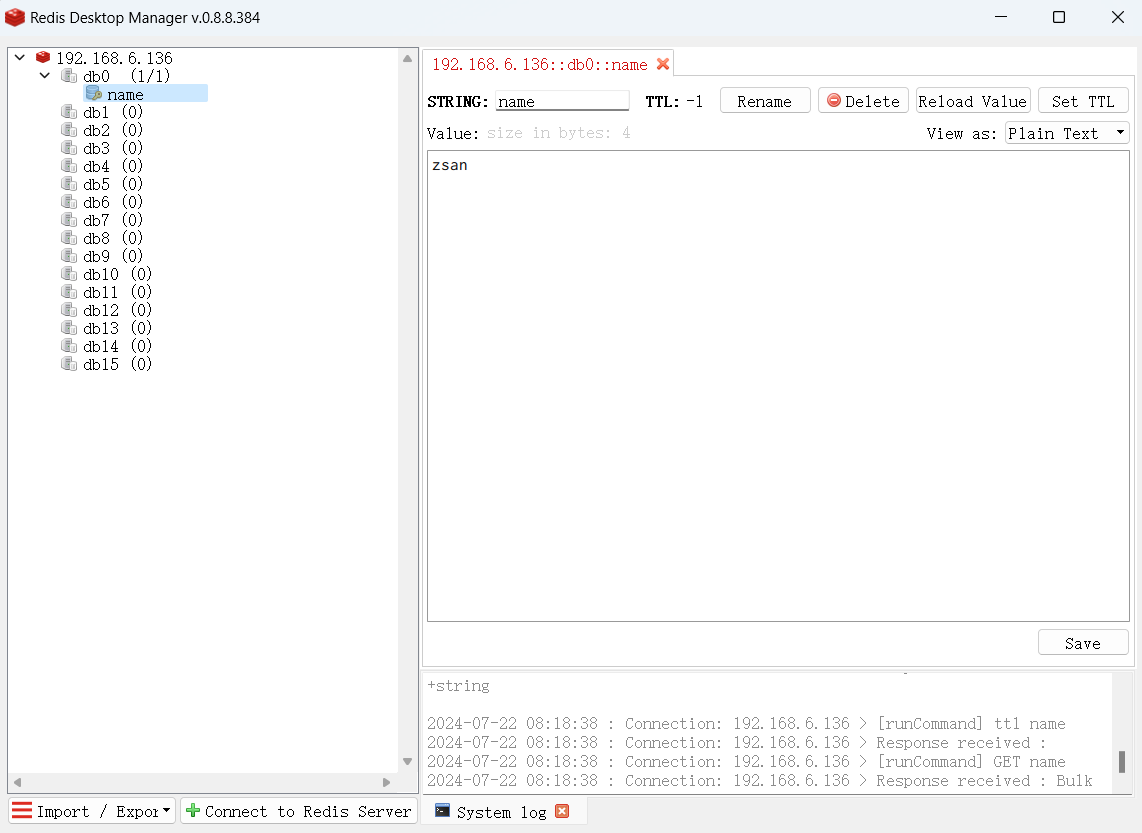 Redis Desktop Manager v.0.8.8.384
192.168.6.136
db0 (1/1)
name
db1 (0)
db2 (0)
db3 (0)
db4 (0)
db5 (0)
db6 (0)
db7 (0)
db8 (0)
db9 (0)
db10 (0)
db11 (0)
db12 (0)
db13 (0)
db14 (0)
db15 (0)
Import / Expor
Connect to Redis Server
192.168.6.136::db0::name
STRING: name TTL: -1 Rename Delete Reload Value Set TTL
Value: size in bytes: 4 View as: Plain Text
zsan
Save
+string
2024-07-22 08:18:38 : Connection: 192.168.6.136 > [runCommand] ttl name
2024-07-22 08:18:38 : Connection: 192.168.6.136 > Response received :
2024-07-22 08:18:38 : Connection: 192.168.6.136 > [runCommand] GET name
2024-07-22 08:18:38 : Connection: 192.168.6.136 > Response received : Bulk
System log